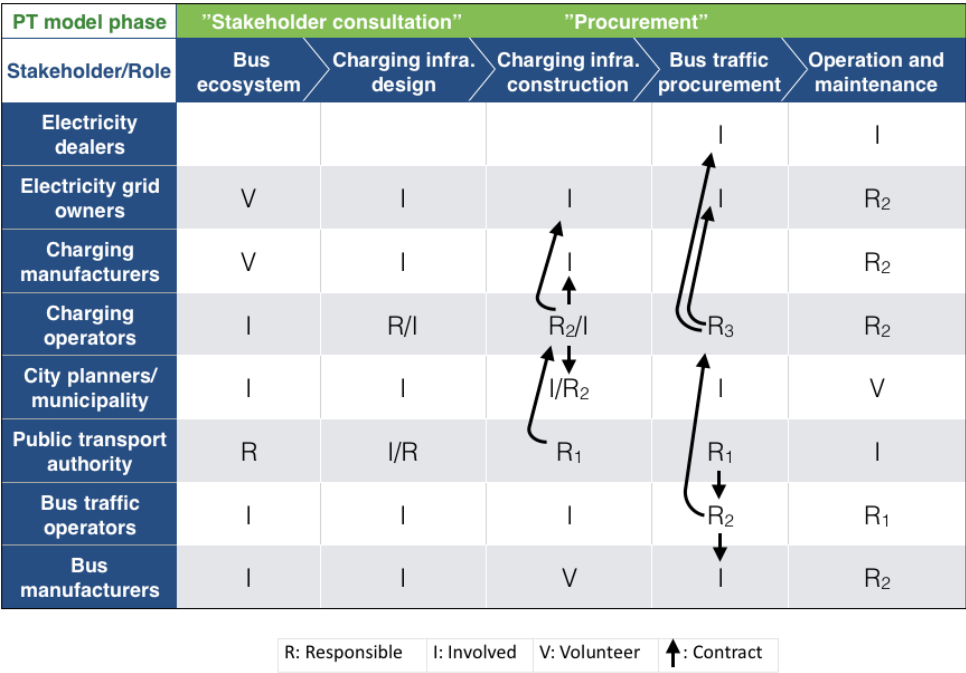 PT model phase ”Stakeholder consultation” ”Procurement”
Stakeholder/Role Bus ecosystem Charging infra. design Charging infra. construction Bus traffic procurement Operation and maintenance
Electricity dealers I I
Electricity grid owners V I I I R2
Charging manufacturers V I I R2
Charging operators I R/I R2/I R3 R2
City planners/ municipality I I I/R2 I V
Public transport authority R I/R R1 R1 I
Bus traffic operators I I I R2 R1
Bus manufacturers I I V I R2
R: Responsible I: Involved V: Volunteer : Contract